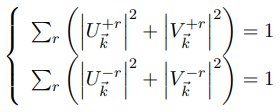 ∑_r (|U_{\vec{k}}^{+r}|^2 + |V_{\vec{k}}^{+r}|^2) = 1
∑_r (|U_{\vec{k}}^{-r}|^2 + |V_{\vec{k}}^{-r}|^2) = 1